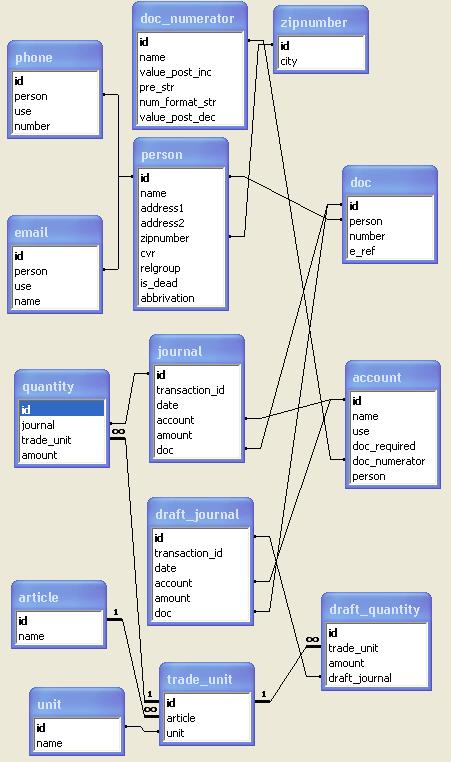 doc_numerator
id
name
value_post_inc
pre_str
num_format_str
value_post_dec
zipnumber
id
city
phone
id
person
use
number
person
id
name
address1
address2
zipnumber
cvr
relgroup
is_dead
abbrivation
doc
id
person
number
e_ref
email
id
person
use
name
journal
id
transaction_id
date
account
amount
doc
account
id
name
use
doc_required
doc_numerator
person
quantity
id
journal
trade_unit
amount
∞
draft_journal
id
transaction_id
date
account
amount
doc
article
id
name
1
draft_quantity
id
trade_unit
amount
draft_journal
∞
trade_unit
id
article
unit
1
∞
1
unit
id
name